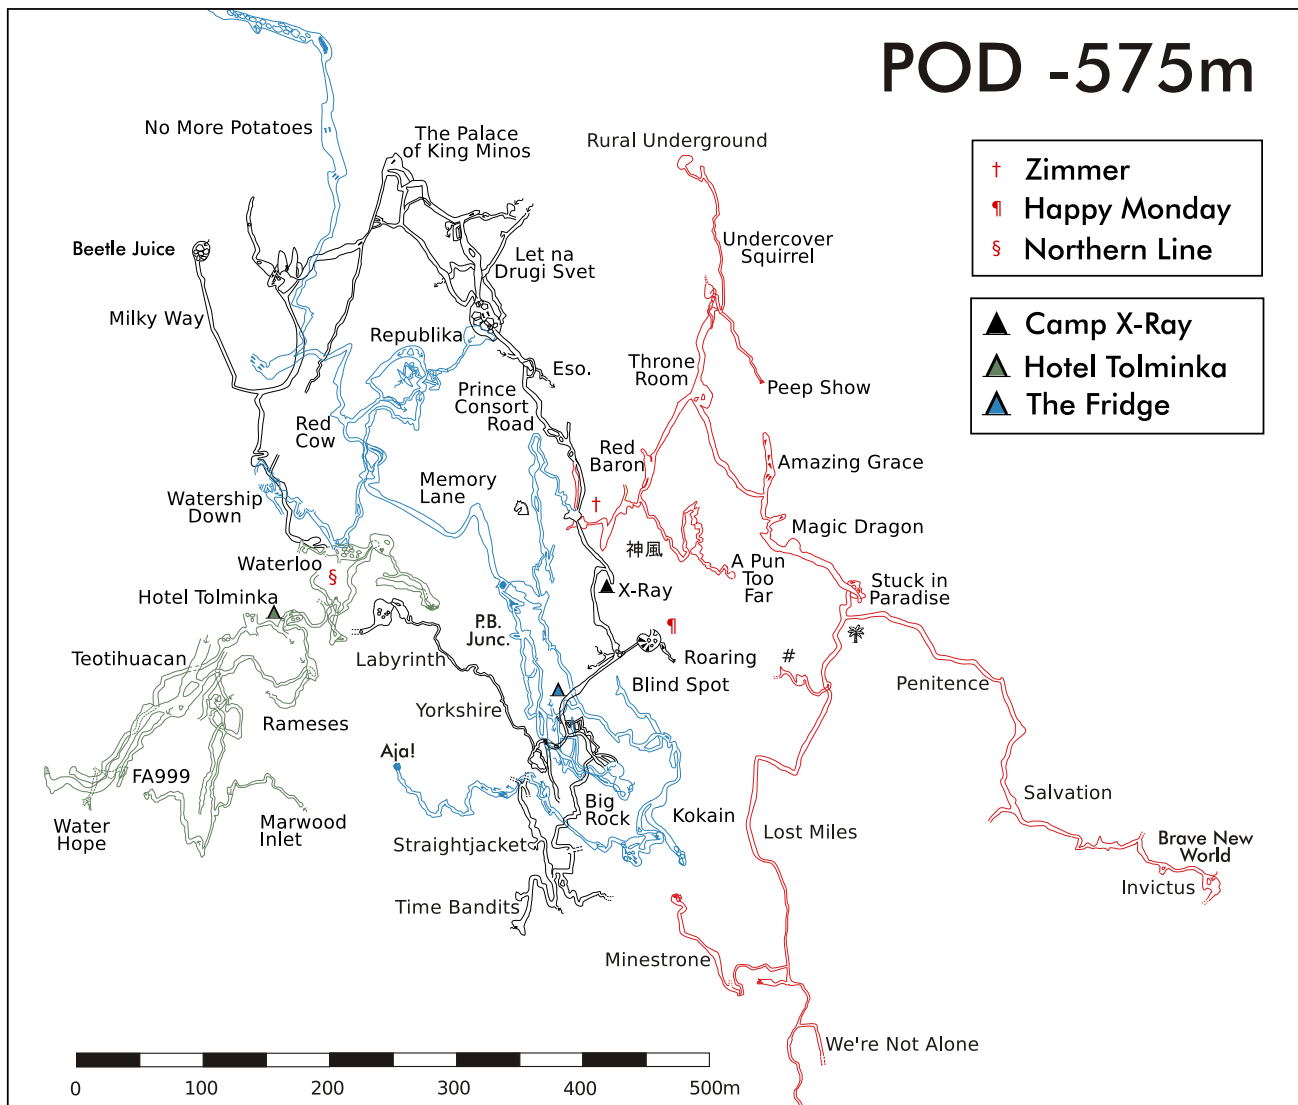 POD -575m
No More Potatoes
The Palace
of King Minos
Rural Underground
† Zimmer
¶ Happy Monday
§ Northern Line
Beetle Juice
Let na
Drugi Svet
Undercover
Squirrel
Milky Way
Republika
Camp X-Ray
Hotel Tolminka
The Fridge
Eso.
Throne
Room
Peep Show
Prince
Consort
Road
Red
Cow
Red
Baron
Amazing Grace
Memory
Lane
Watership
Down
†
Magic Dragon
神風
Waterloo
§
A Pun
Too
Far
Stuck in
Paradise
X-Ray
Hotel Tolminka
P.B.
Junc.
¶
Teotihuacan
Labyrinth
Roaring
#
Blind Spot
Penitence
Rameses
Yorkshire
Aja!
FA999
Water
Hope
Marwood
Inlet
Big
Rock
Kokain
Salvation
Straightjacket
Lost Miles
Brave New
World
Invictus
Time Bandits
Minestrone
We're Not Alone
0 100 200 300 400 500m